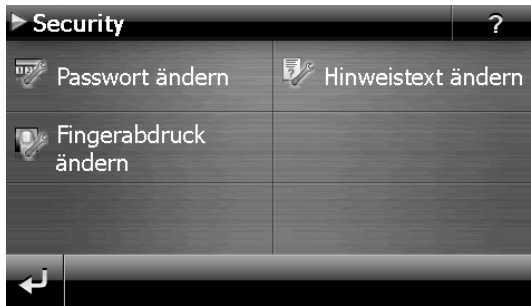 Security
?
Passwort ändern
Hinweistext ändern
Fingerabdruck
ändern